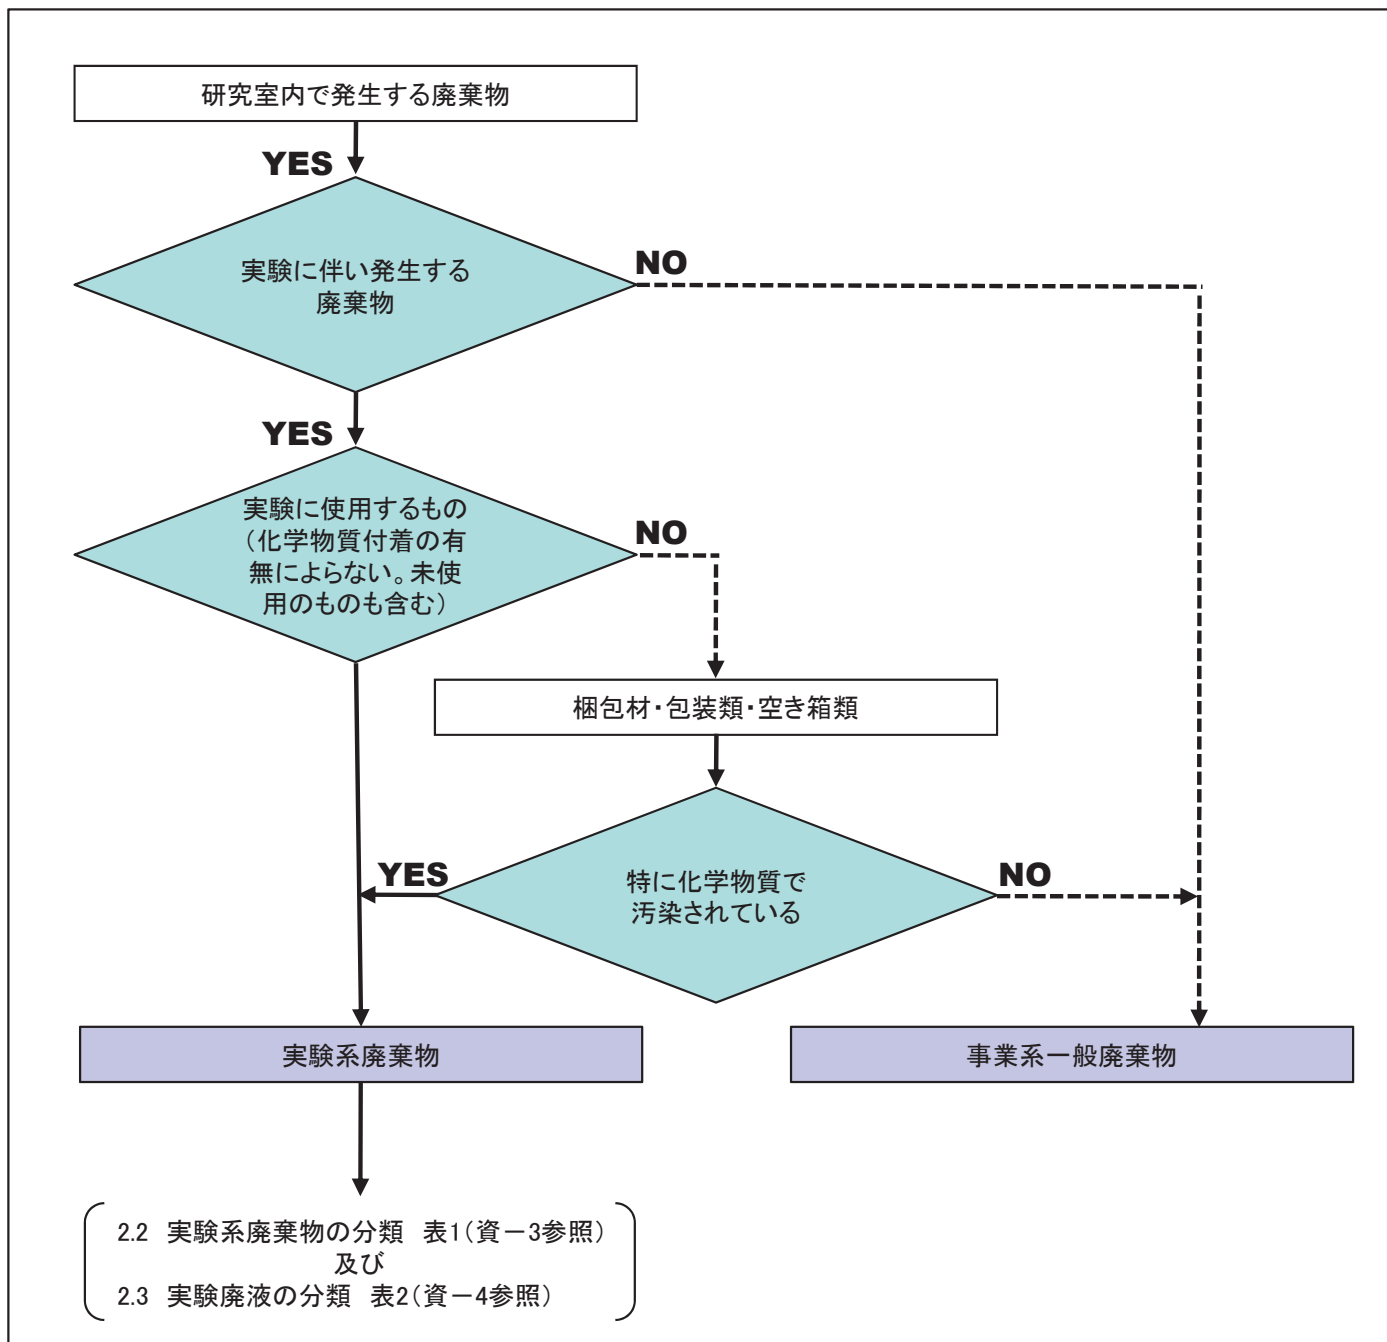 研究室内で発生する廃棄物
YES
実験に伴い発生する
廃棄物
NO
YES
実験に使用するもの
（化学物質付着の有
無によらない。未使
用のものも含む）
NO
梱包材・包装類・空き箱類
特に化学物質で
汚染されている
YES
NO
実験系廃棄物
事業系一般廃棄物
2.2 実験系廃棄物の分類 表1（資－3参照）
及び
2.3 実験廃液の分類 表2（資－4参照）